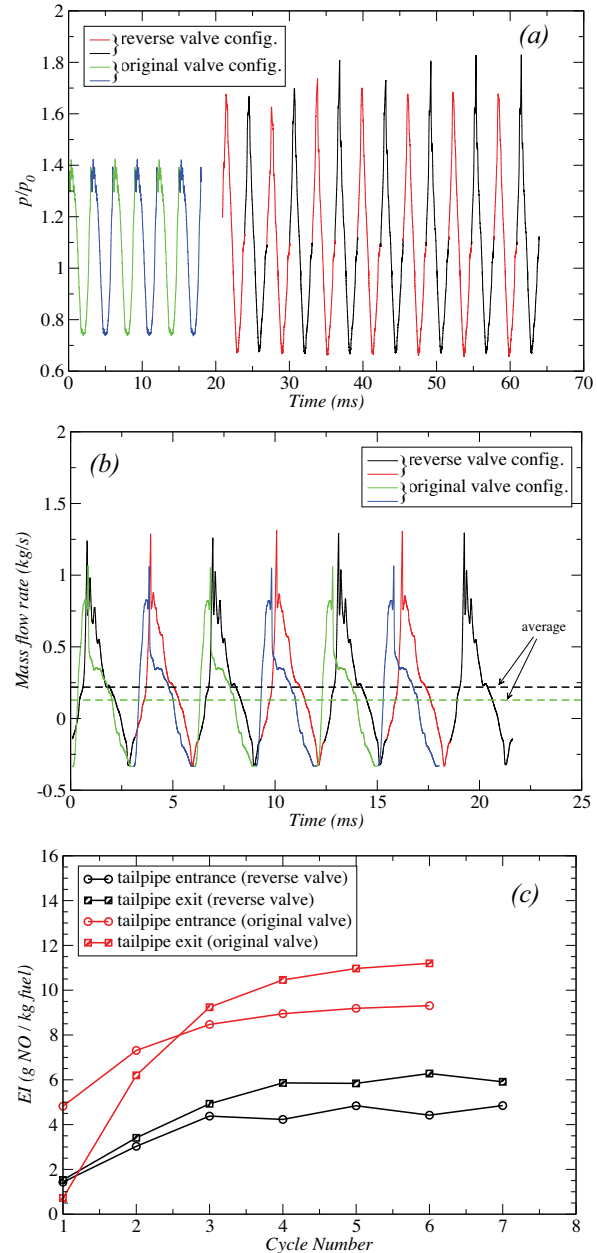 (a)
}reverse valve config.
}original valve config.
2
1.8
1.6
1.4
1.2
1
0.8
0.6
p/p0
0 10 20 30 40 50 60 70
Time (ms)
(b)
}reverse valve config.
}original valve config.
average
2
1.5
1
0.5
0
-0.5
Mass flow rate (kg/s)
0 5 10 15 20 25
Time (ms)
(c)
tailpipe entrance (reverse valve)
tailpipe exit (reverse valve)
tailpipe entrance (original valve)
tailpipe exit (original valve)
16
14
12
10
8
6
4
2
0
EI (g NO / kg fuel)
1 2 3 4 5 6 7 8
Cycle Number